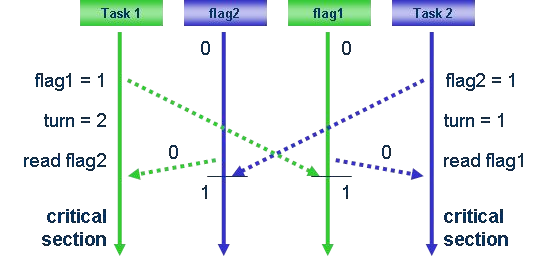 Task 1 flag2 flag1 Task 2
0 0
flag1 = 1 flag2 = 1
turn = 2 turn = 1
read flag2 0 0 read flag1
1 1
critical section critical section